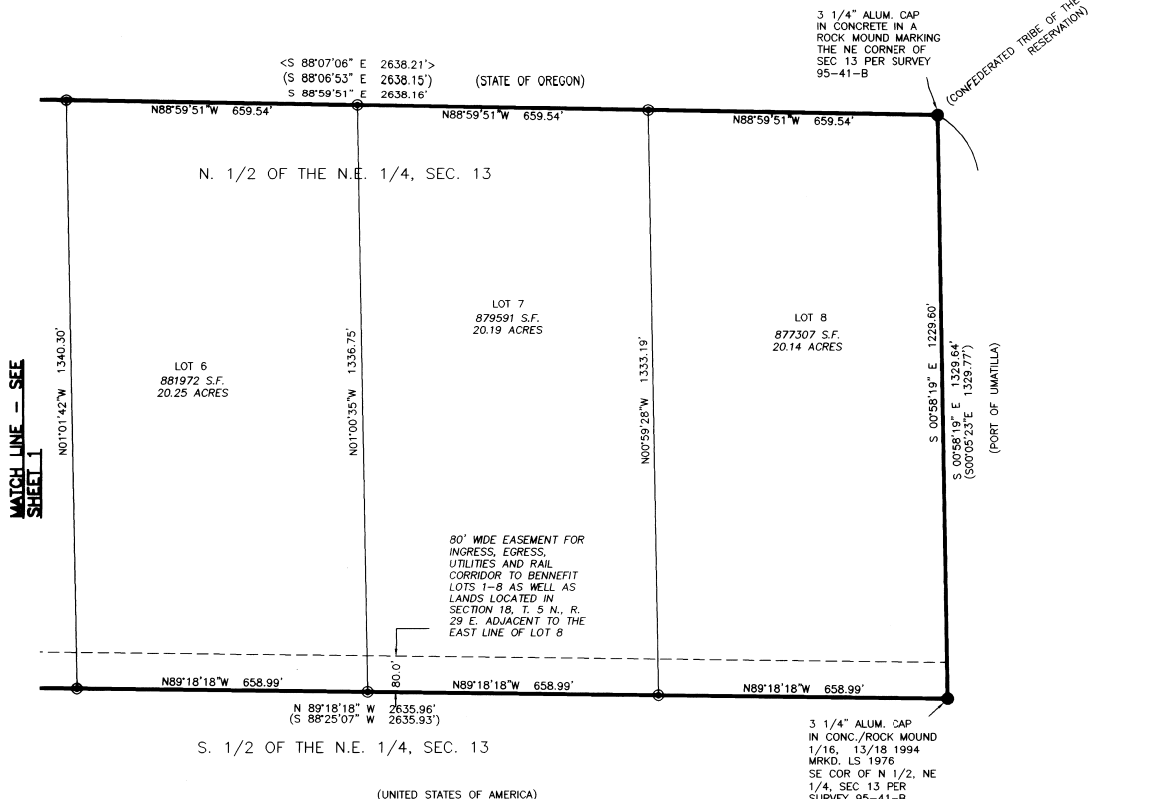 3 1/4" ALUM. CAP
IN CONCRETE IN A
ROCK MOUND MARKING
THE NE CORNER OF
SEC 13 PER SURVEY
95-41-B
(CONFEDERATED TRIBE OF THE
RESERVATION)
<S 88°07'06" E 2638.21'>
(S 88°06'53" E 2638.15')
S 88°59'51" E 2638.16'
(STATE OF OREGON)
N88°59'51"W 659.54'
N88°59'51"W 659.54'
N88°59'51"W 659.54'
N. 1/2 OF THE N.E. 1/4, SEC. 13
LOT 6
881972 S.F.
20.25 ACRES
LOT 7
879591 S.F.
20.19 ACRES
LOT 8
877307 S.F.
20.14 ACRES
MATCH LINE - SEE
SHEET 1
N01°01'42"W 1340.30'
N01°00'35"W 1336.75'
N00°59'28"W 1333.19'
S 00°58'19" E 1229.60'
S 00°58'19" E 1329.64'
(S00°05'23"E 1329.77')
(PORT OF UMATILLA)
80' WIDE EASEMENT FOR
INGRESS, EGRESS,
UTILITIES AND RAIL
CORRIDOR TO BENNEFIT
LOTS 1-8 AS WELL AS
LANDS LOCATED IN
SECTION 18, T. 5 N., R.
29 E. ADJACENT TO THE
EAST LINE OF LOT 8
80.0'
N89°18'18"W 658.99'
N89°18'18"W 658.99'
N89°18'18"W 658.99'
N 89°18'18" W 2635.96'
(S 88°25'07" W 2635.93')
S. 1/2 OF THE N.E. 1/4, SEC. 13
(UNITED STATES OF AMERICA)
3 1/4" ALUM. CAP
IN CONC./ROCK MOUND
1/16, 13/18 1994
MRKD. LS 1976
SE COR OF N 1/2, NE
1/4, SEC 13 PER
SURVEY 95-41-B